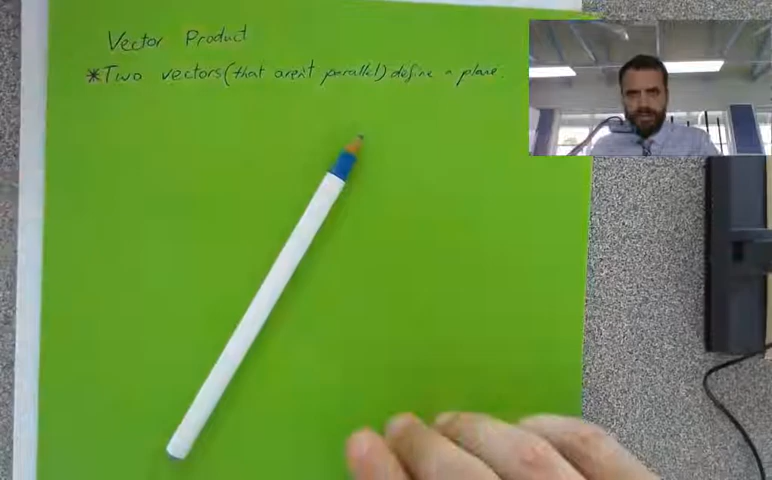 Vector Product
*Two vectors (that aren't parallel) define a plane.